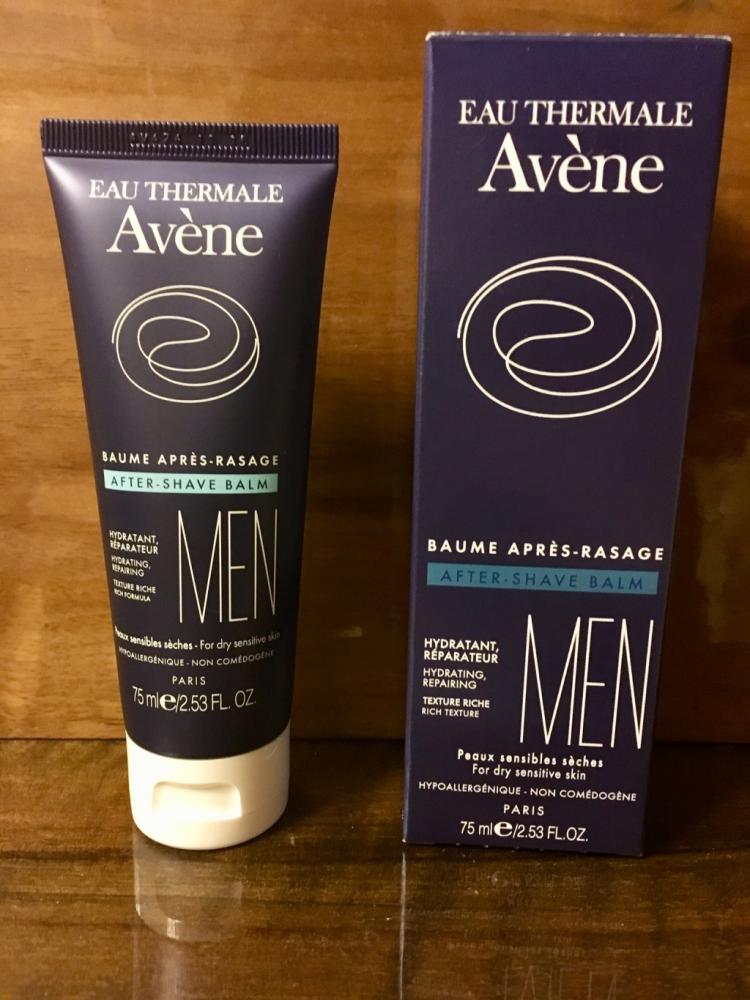 EAU THERMALE
Avène
BAUME APRÈS-RASAGE
AFTER-SHAVE BALM
HYDRATANT,
RÉPARATEUR
HYDRATING,
REPAIRING
TEXTURE RICHE
RICH FORMULA
MEN
Peaux sensibles sèches - For dry sensitive skin
HYPOALLERGÉNIQUE - NON COMÉDOGÈNE
PARIS
75 ml e/2.53 FL. OZ.
EAU THERMALE
Avène
BAUME APRÈS-RASAGE
AFTER-SHAVE BALM
HYDRATANT,
RÉPARATEUR
HYDRATING,
REPAIRING
TEXTURE RICHE
RICH TEXTURE
MEN
Peaux sensibles sèches
For dry sensitive skin
HYPOALLERGÉNIQUE - NON COMÉDOGÈNE
PARIS
75 ml e/2.53 FL.OZ.